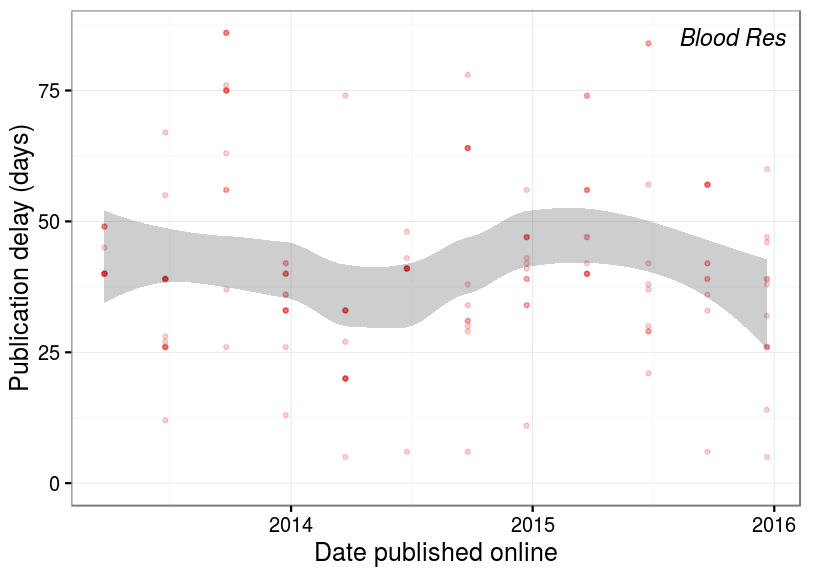 Blood Res
Publication delay (days)
75
50
25
0
2014
2015
2016
Date published online